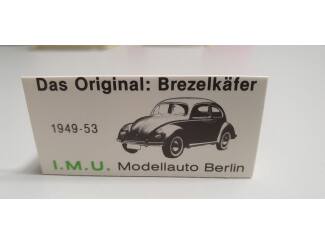 Das Original: Brezelkäfer
1949-53
I.M.U. Modellauto Berlin